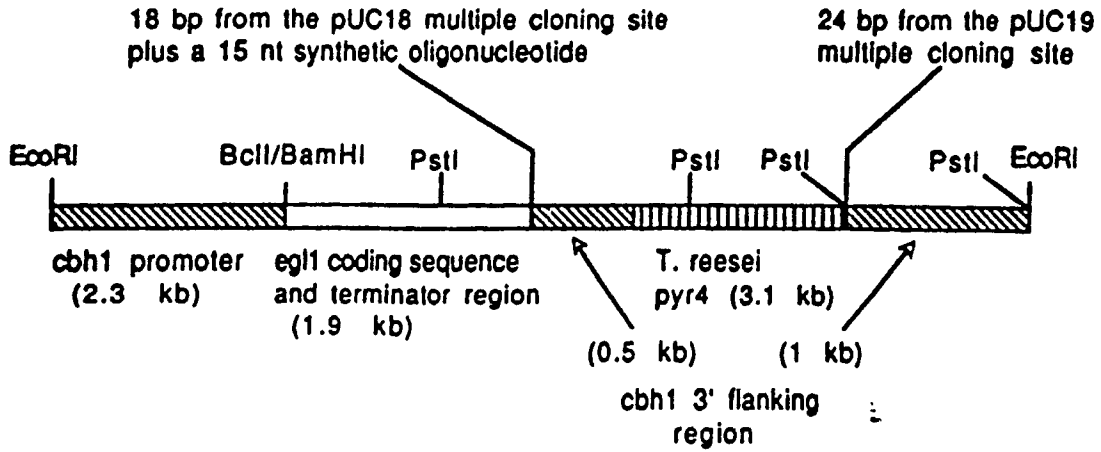 18 bp from the pUC18 multiple cloning site
plus a 15 nt synthetic oligonucleotide
24 bp from the pUC19
multiple cloning site
EcoRI
BclI/BamHI
PstI
PstI
PstI
PstI
EcoRI
cbh1 promoter
(2.3 kb)
egl1 coding sequence
and terminator region
(1.9 kb)
T. reesei
pyr4 (3.1 kb)
(0.5 kb)
(1 kb)
cbh1 3' flanking
region